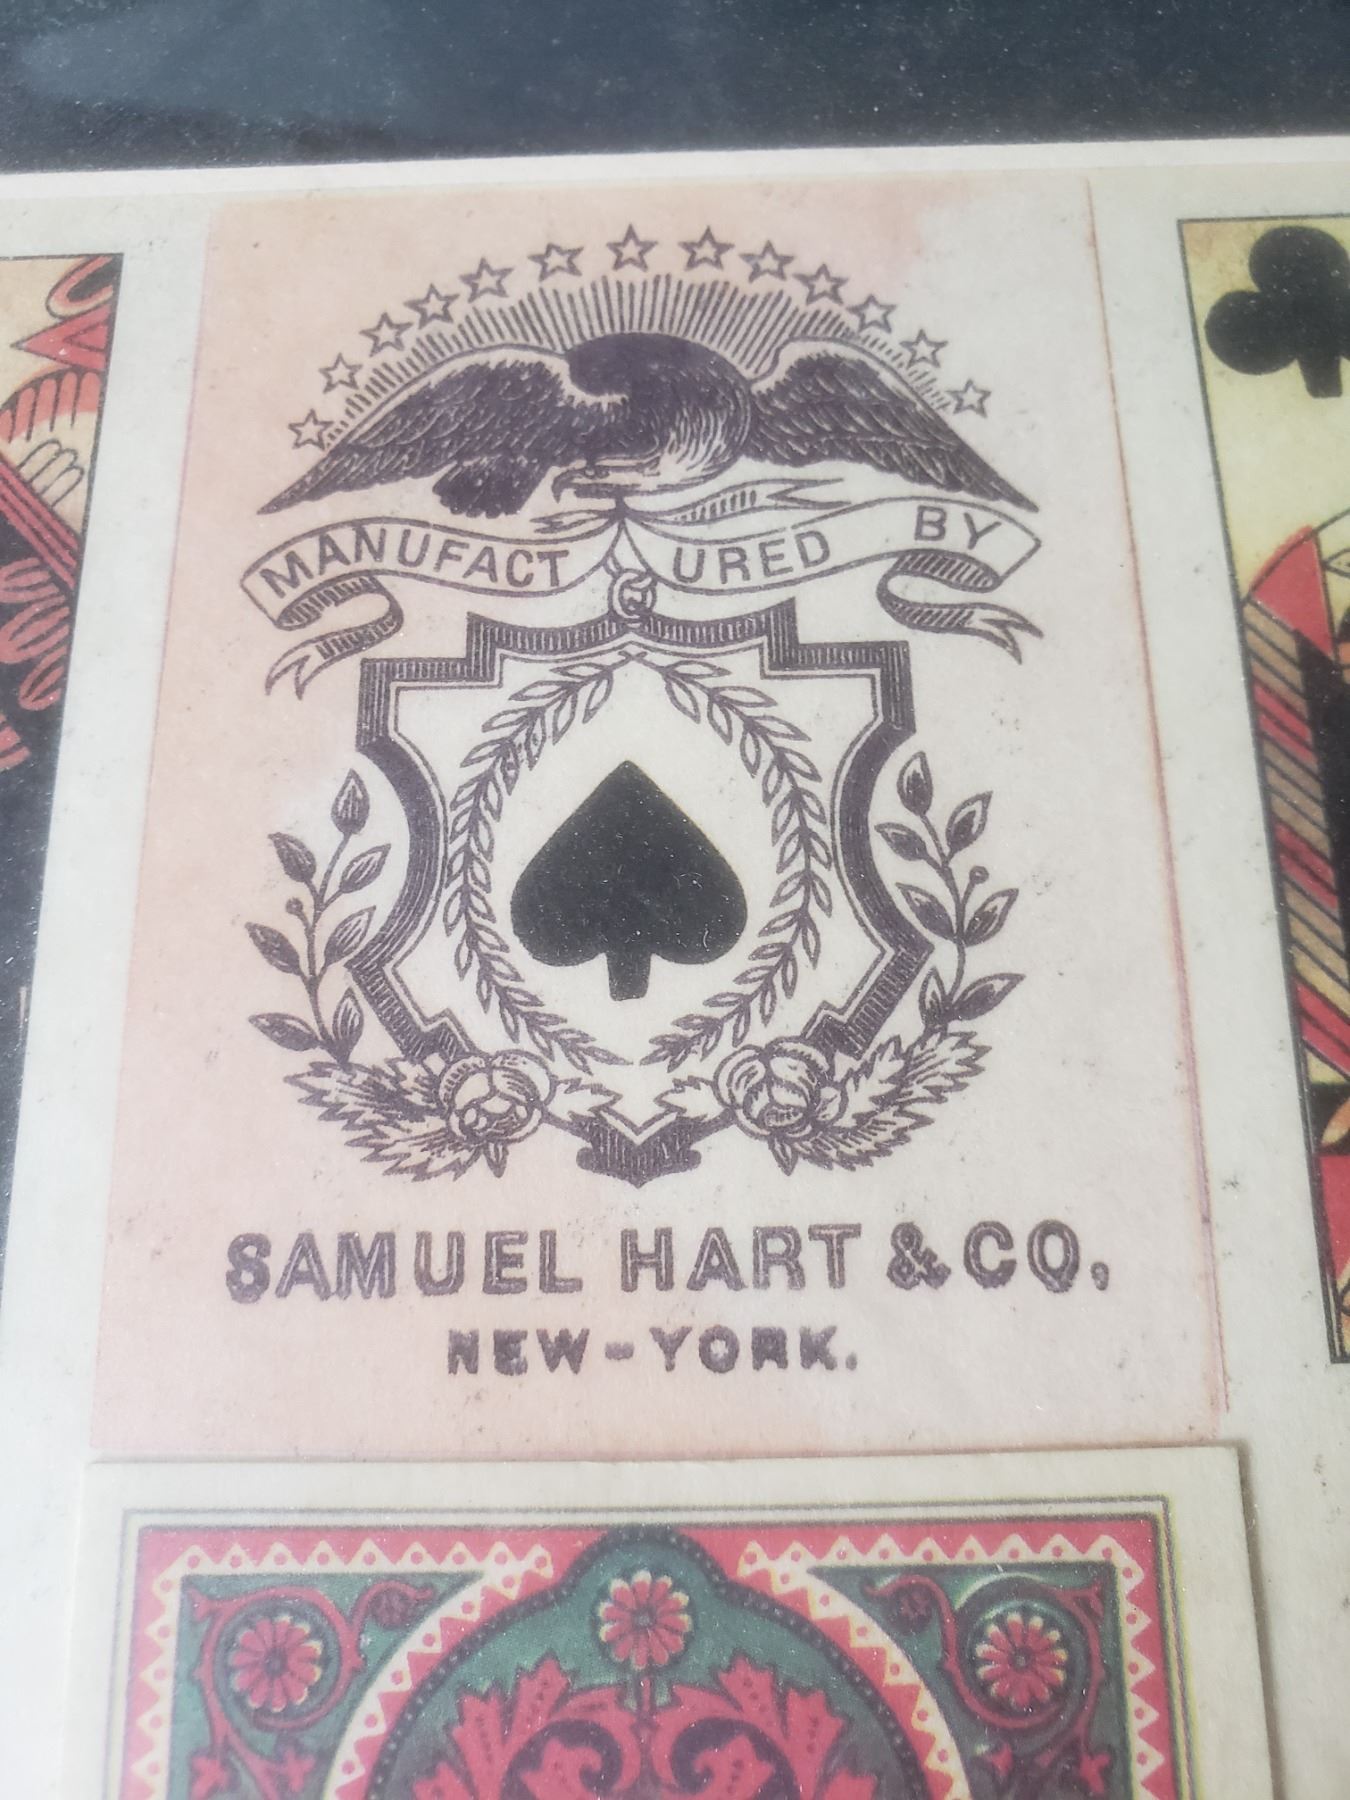 MANUFACTURED BY
SAMUEL HART & CO,
NEW-YORK.